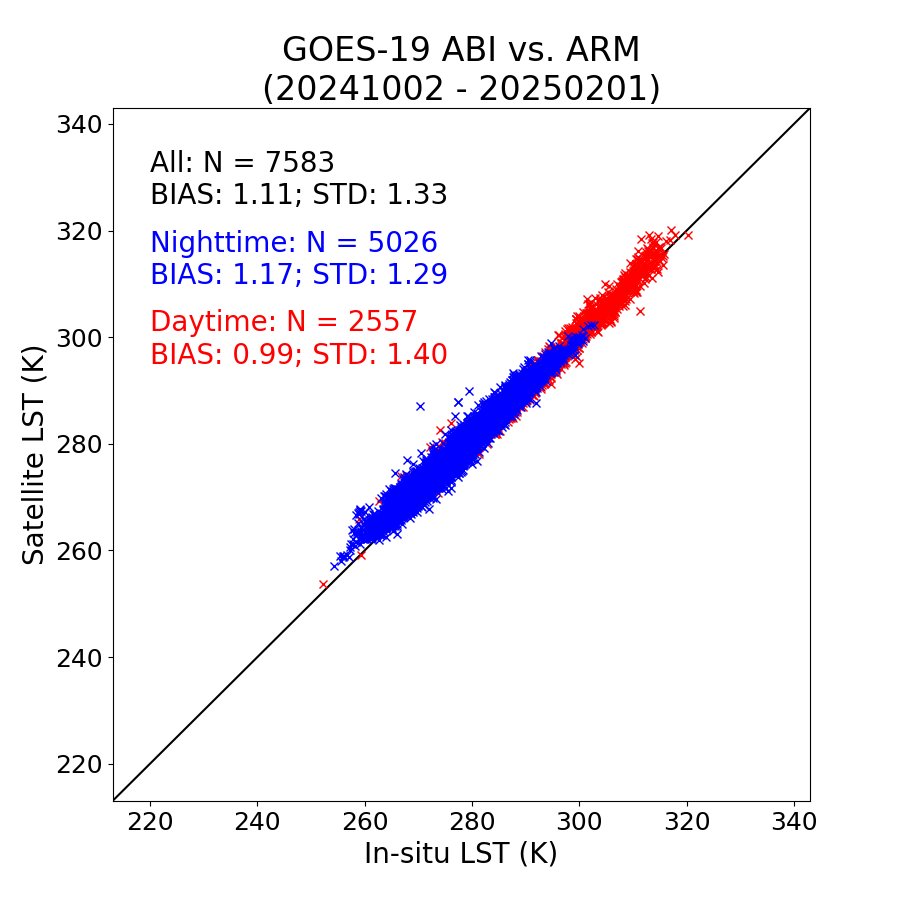 GOES-19 ABI vs. ARM
(20241002 - 20250201)
All: N = 7583
BIAS: 1.11; STD: 1.33
Nighttime: N = 5026
BIAS: 1.17; STD: 1.29
Daytime: N = 2557
BIAS: 0.99; STD: 1.40
Satellite LST (K)
340
320
300
280
260
240
220
220 240 260 280 300 320 340
In-situ LST (K)